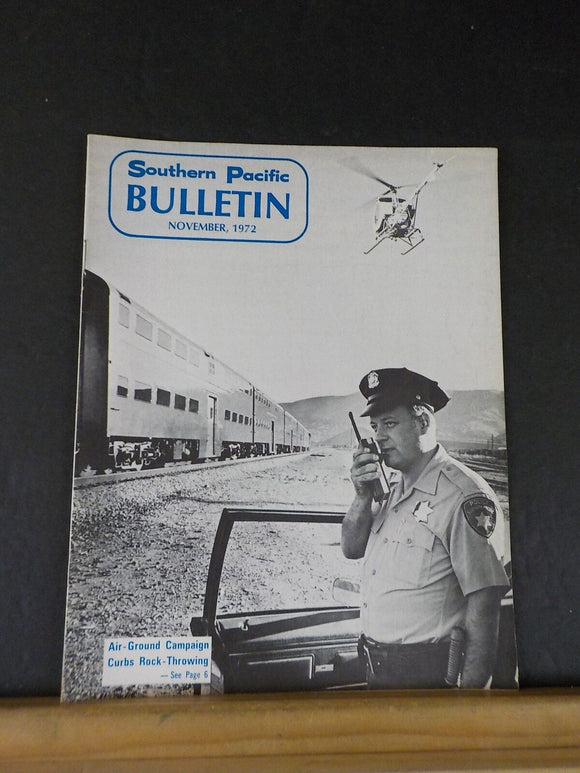 Southern Pacific
BULLETIN
NOVEMBER, 1972
Air-Ground Campaign
Curbs Rock-Throwing
— See Page 6